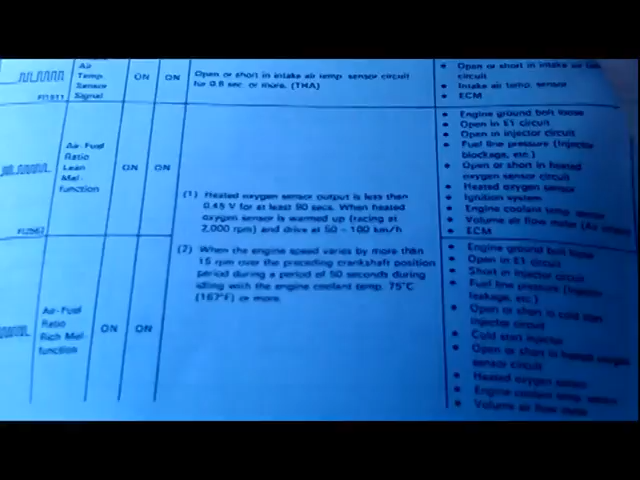 Air
Temp.
Sensor
Signal
ON
ON
Open or short in intake air temp. sensor circuit
for 0.5 sec. or more. (THA)
• Open or short in intake air
circuit
• Intake air temp. sensor
• ECM
Air-Fuel
Ratio
Lean
Mal-
function
ON
ON
(1) Heated oxygen sensor output is less than
0.45 V for at least 90 secs. When heated
oxygen sensor is warmed up (racing at
2,000 rpm) and drive at 50 – 100 km/h
• Engine ground bolt loose
• Open in E1 circuit
• Open in injector circuit
• Fuel line pressure (Injector
blockage, etc.)
• Open or short in heated
oxygen sensor circuit
• Heated oxygen sensor
• Ignition system
• Engine coolant temp. sensor
• Volume air flow meter
• ECM
Air-Fuel
Ratio
Rich Mal-
function
ON
ON
(2) When the engine speed varies by more than
15 rpm over the preceding crankshaft position
period during a period of 50 seconds during
idling with the engine coolant temp. 75°C
(167°F) or more.
• Engine ground bolt loose
• Open in E1 circuit
• Short in injector circuit
• Fuel line pressure (Injector
leakage, etc.)
• Open or short in cold start
injector circuit
• Cold start injector
• Open or short in heated oxygen
sensor circuit
• Heated oxygen sensor
• Engine coolant temp. sensor
• Volume air flow meter